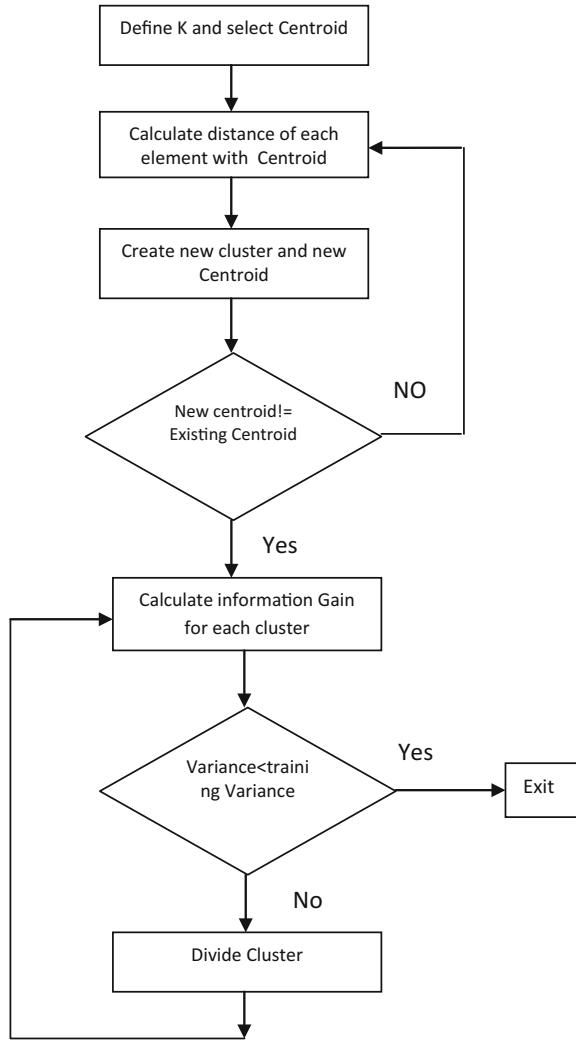 Define K and select Centroid
Calculate distance of each
element with Centroid
Create new cluster and new
Centroid
New centroid!=
Existing Centroid
NO
Yes
Calculate information Gain
for each cluster
Variance<traini
ng Variance
Yes
Exit
No
Divide Cluster